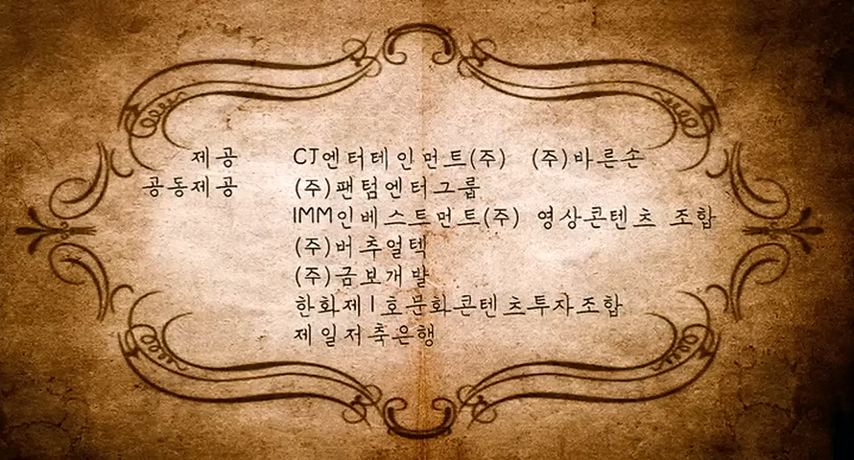 제공 CJ엔터테인먼트(주) (주)바른손
공동제공 (주)팬텀엔터그룹
IMM인베스트먼트(주) 영상콘텐츠 조합
(주)버추얼텍
(주)금보개발
한화제1호문화콘텐츠투자조합
제일저축은행